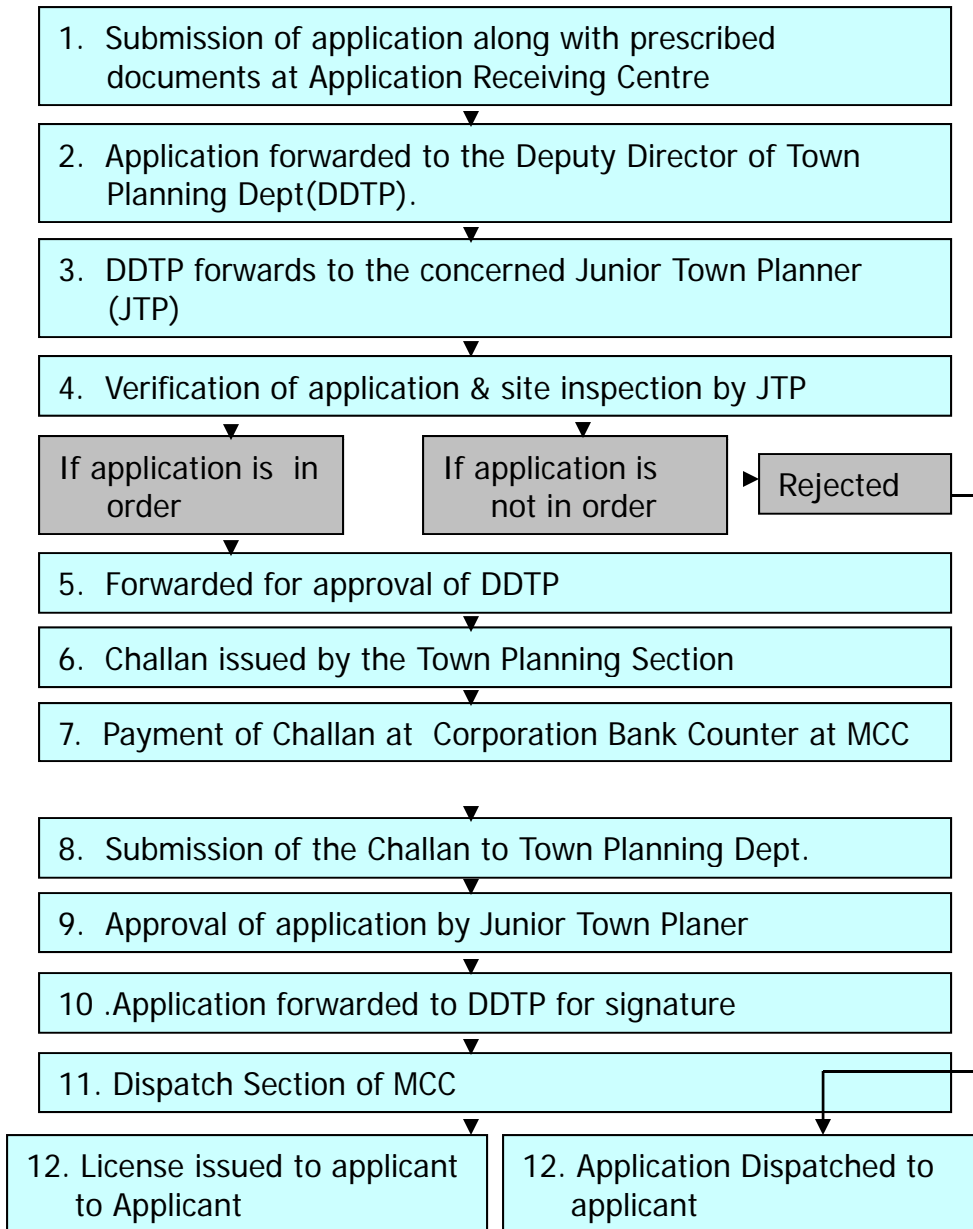 1. Submission of application along with prescribed
documents at Application Receiving Centre
2. Application forwarded to the Deputy Director of Town
Planning Dept(DDTP).
3. DDTP forwards to the concerned Junior Town Planner
(JTP)
4. Verification of application & site inspection by JTP
If application is in
order
If application is
not in order
Rejected
5. Forwarded for approval of DDTP
6. Challan issued by the Town Planning Section
7. Payment of Challan at Corporation Bank Counter at MCC
8. Submission of the Challan to Town Planning Dept.
9. Approval of application by Junior Town Planer
10 .Application forwarded to DDTP for signature
11. Dispatch Section of MCC
12. License issued to applicant
to Applicant
12. Application Dispatched to
applicant